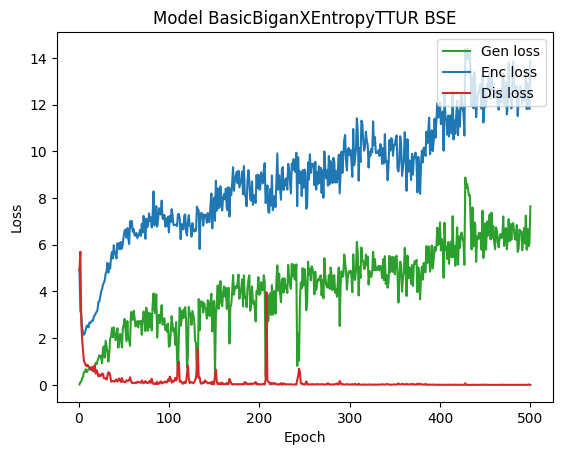 Model BasicBiganXEntropyTTUR BSE
Gen loss
Enc loss
Dis loss
Loss
14
12
10
8
6
4
2
0
0 100 200 300 400 500
Epoch